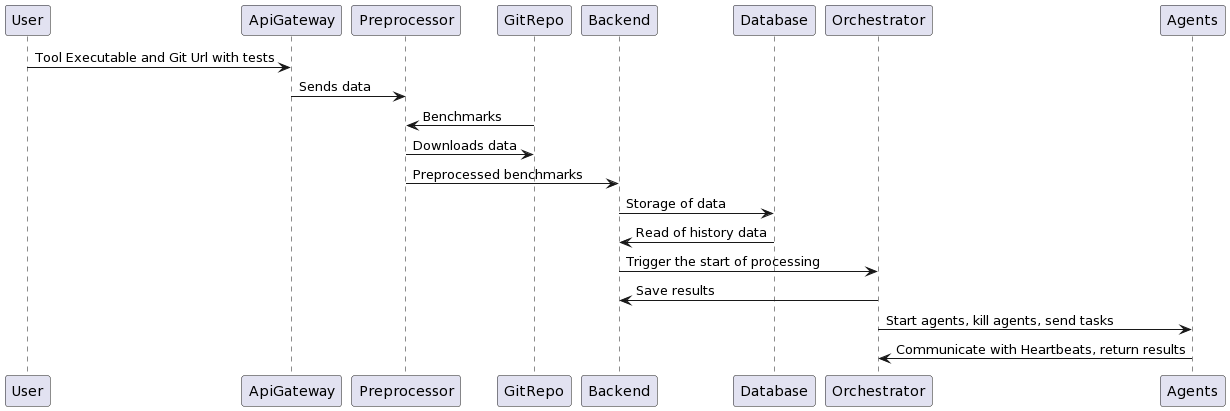 User ApiGateway Preprocessor GitRepo Backend Database Orchestrator Agents
Tool Executable and Git Url with tests
Sends data
Benchmarks
Downloads data
Preprocessed benchmarks
Storage of data
Read of history data
Trigger the start of processing
Save results
Start agents, kill agents, send tasks
Communicate with Heartbeats, return results
User ApiGateway Preprocessor GitRepo Backend Database Orchestrator Agents